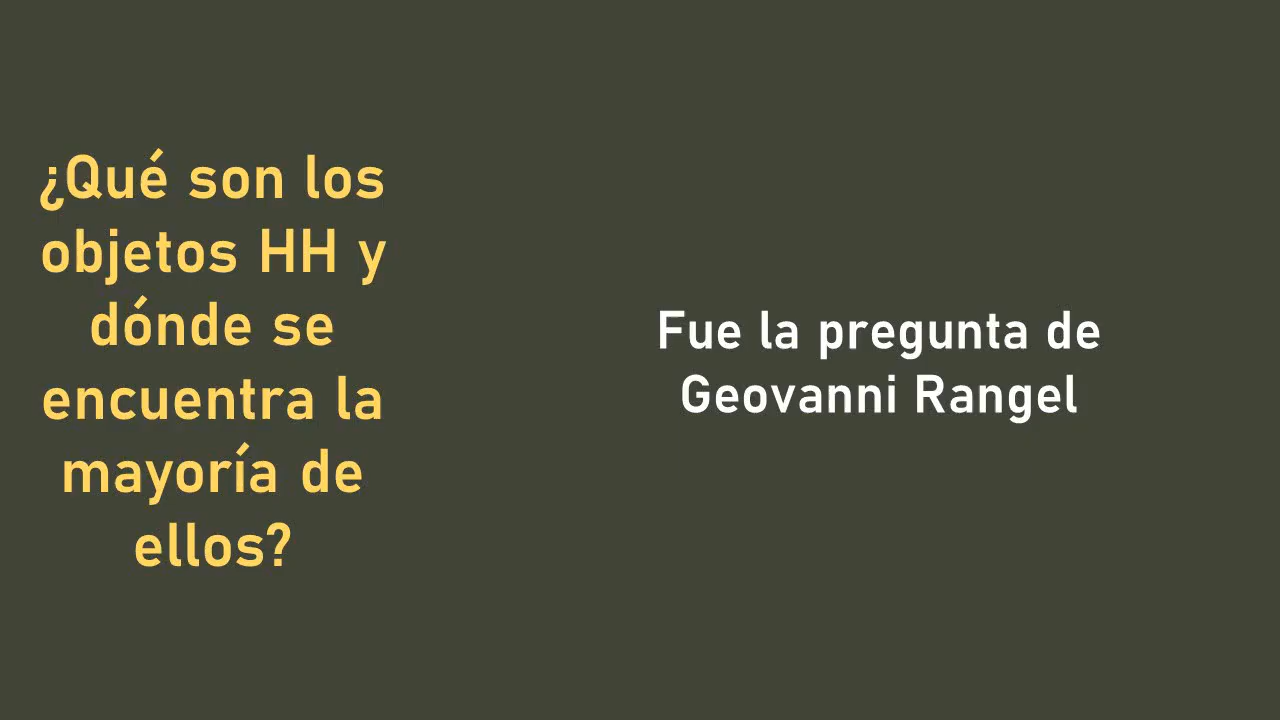 ¿Qué son los
objetos HH y
dónde se
encuentra la
mayoría de
ellos?
Fue la pregunta de
Geovanni Rangel